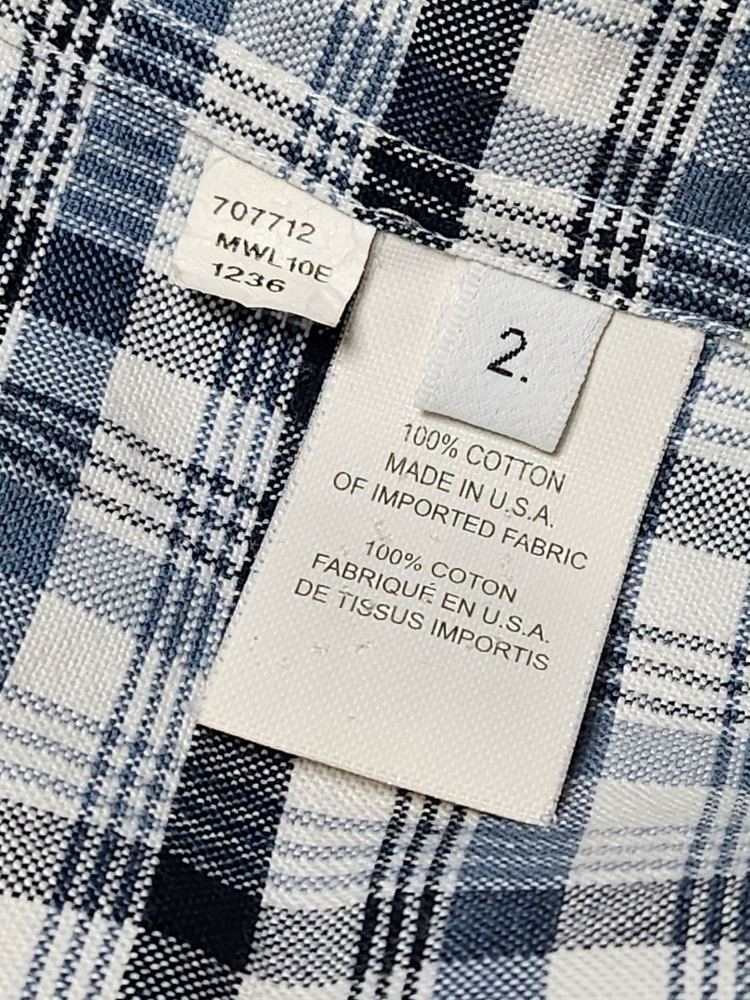 707712
MWL10E
1236
2.
100% COTTON
MADE IN U.S.A.
OF IMPORTED FABRIC
100% COTON
FABRIQUÉ EN U.S.A.
DE TISSUS IMPORTIS